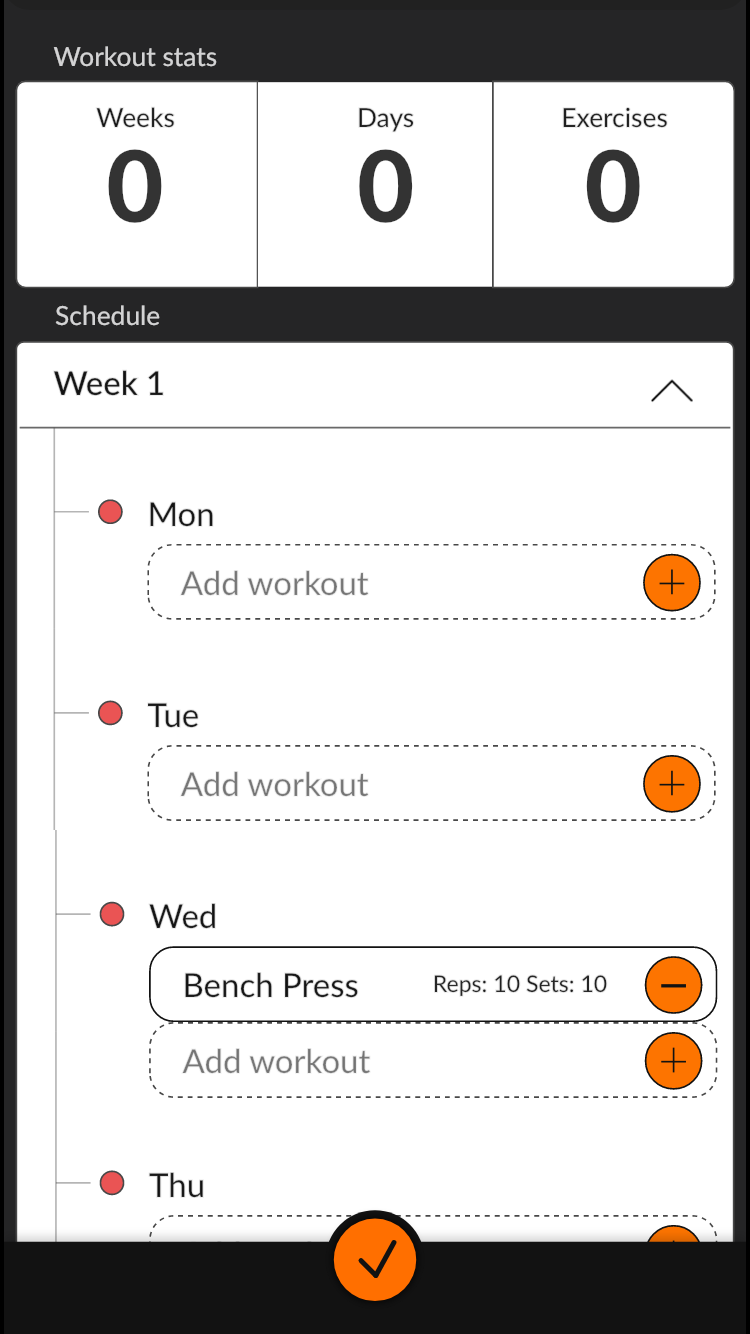 Workout stats
Weeks Days Exercises
0 0 0
Schedule
Week 1
Mon
Add workout
Tue
Add workout
Wed
Bench Press Reps: 10 Sets: 10
Add workout
Thu